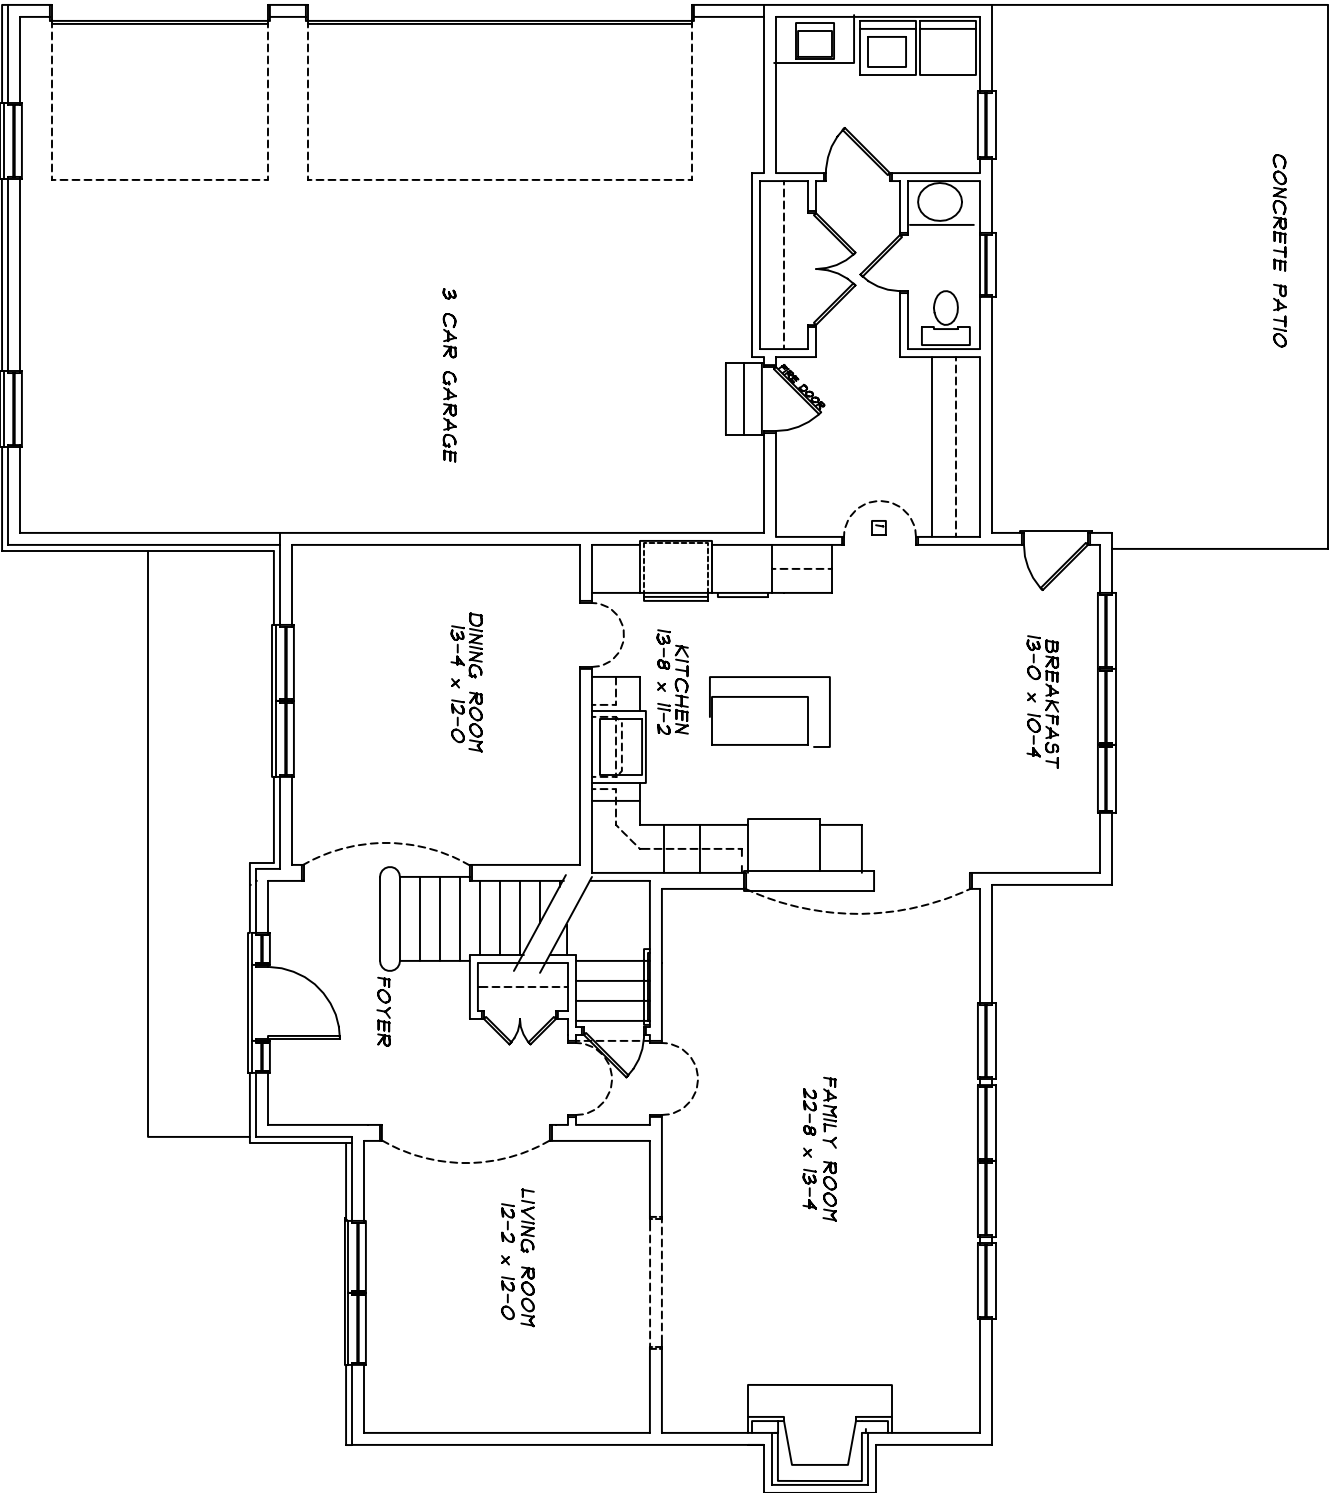 CONCRETE PATIO
FIRE DOOR
3 CAR GARAGE
BREAKFAST
13-0 x 10-4
KITCHEN
13-8 x 11-2
DINING ROOM
13-4 x 12-0
FOYER
FAMILY ROOM
22-8 x 13-4
LIVING ROOM
12-2 x 12-0